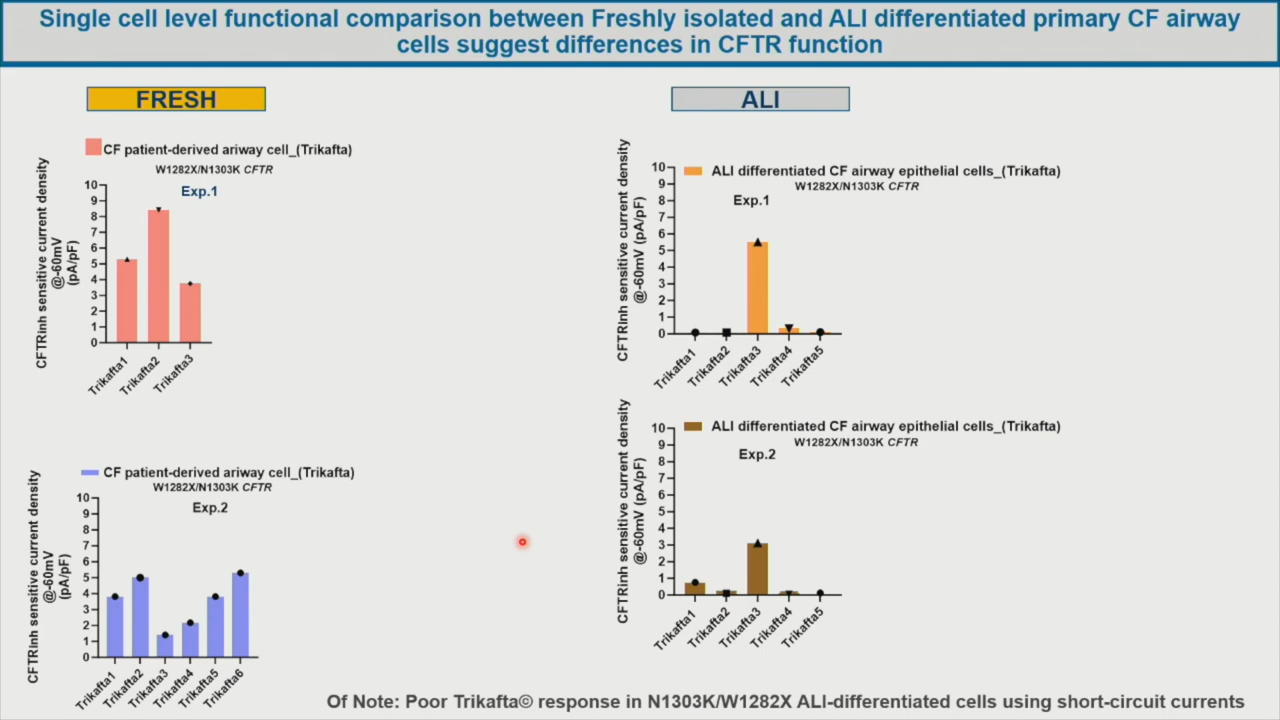 Single cell level functional comparison between Freshly isolated and ALI differentiated primary CF airway
cells suggest differences in CFTR function
FRESH
CF patient-derived ariway cell_(Trikafta)
W1282X/N1303K CFTR
Exp.1
CFTRinh sensitive current density
@-60mV
(pA/pF)
10
9
8
7
6
5
4
3
2
1
0
Trikafta1
Trikafta2
Trikafta3
CF patient-derived ariway cell_(Trikafta)
W1282X/N1303K CFTR
Exp.2
CFTRinh sensitive current density
@-60mV
(pA/pF)
10
9
8
7
6
5
4
3
2
1
0
Trikafta1
Trikafta2
Trikafta3
Trikafta4
Trikafta5
Trikafta6
ALI
ALI differentiated CF airway epithelial cells_(Trikafta)
W1282X/N1303K CFTR
Exp.1
CFTRinh sensitive current density
@-60mV (pA/pF)
10
9
8
7
6
5
4
3
2
1
0
Trikafta1
Trikafta2
Trikafta3
Trikafta4
Trikafta5
ALI differentiated CF airway epithelial cells_(Trikafta)
W1282X/N1303K CFTR
Exp.2
CFTRinh sensitive current density
@-60mV (pA/pF)
10
9
8
7
6
5
4
3
2
1
0
Trikafta1
Trikafta2
Trikafta3
Trikafta4
Trikafta5
Of Note: Poor Trikafta© response in N1303K/W1282X ALI-differentiated cells using short-circuit currents